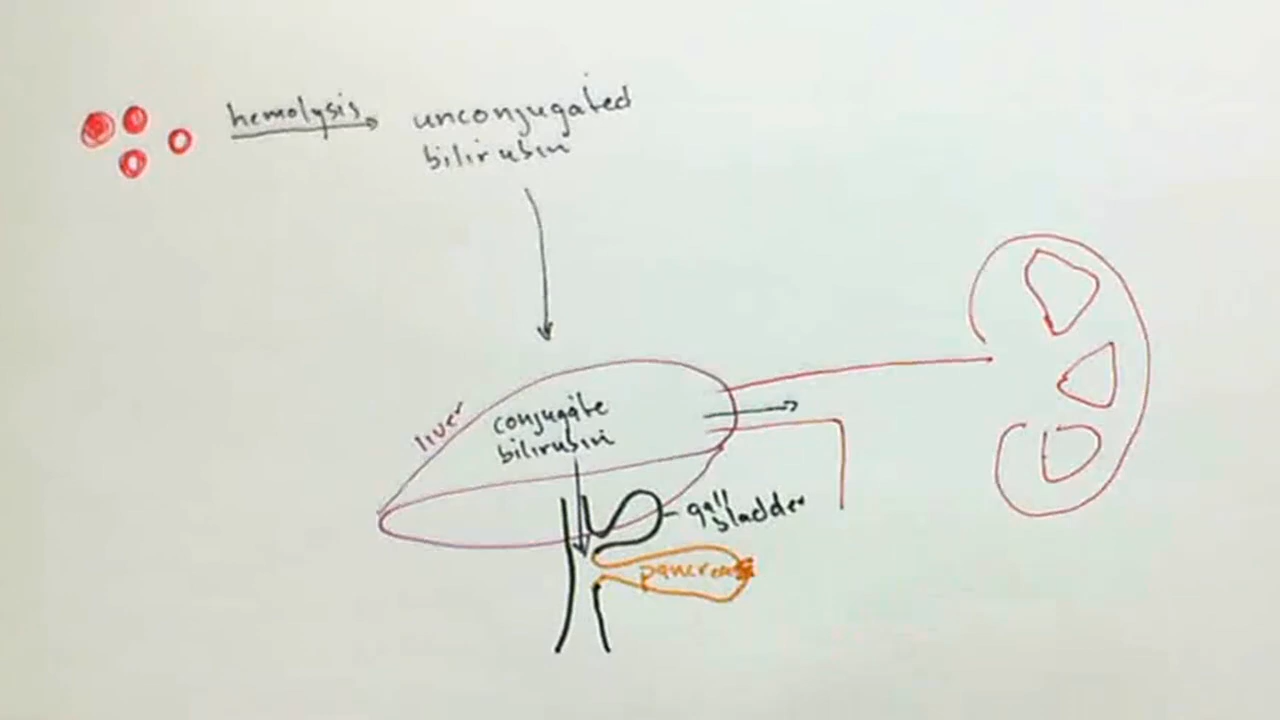 hemolysis
unconjugated
bilirubin
liver
conjugate
bilirubin
gall
bladder
pancreas